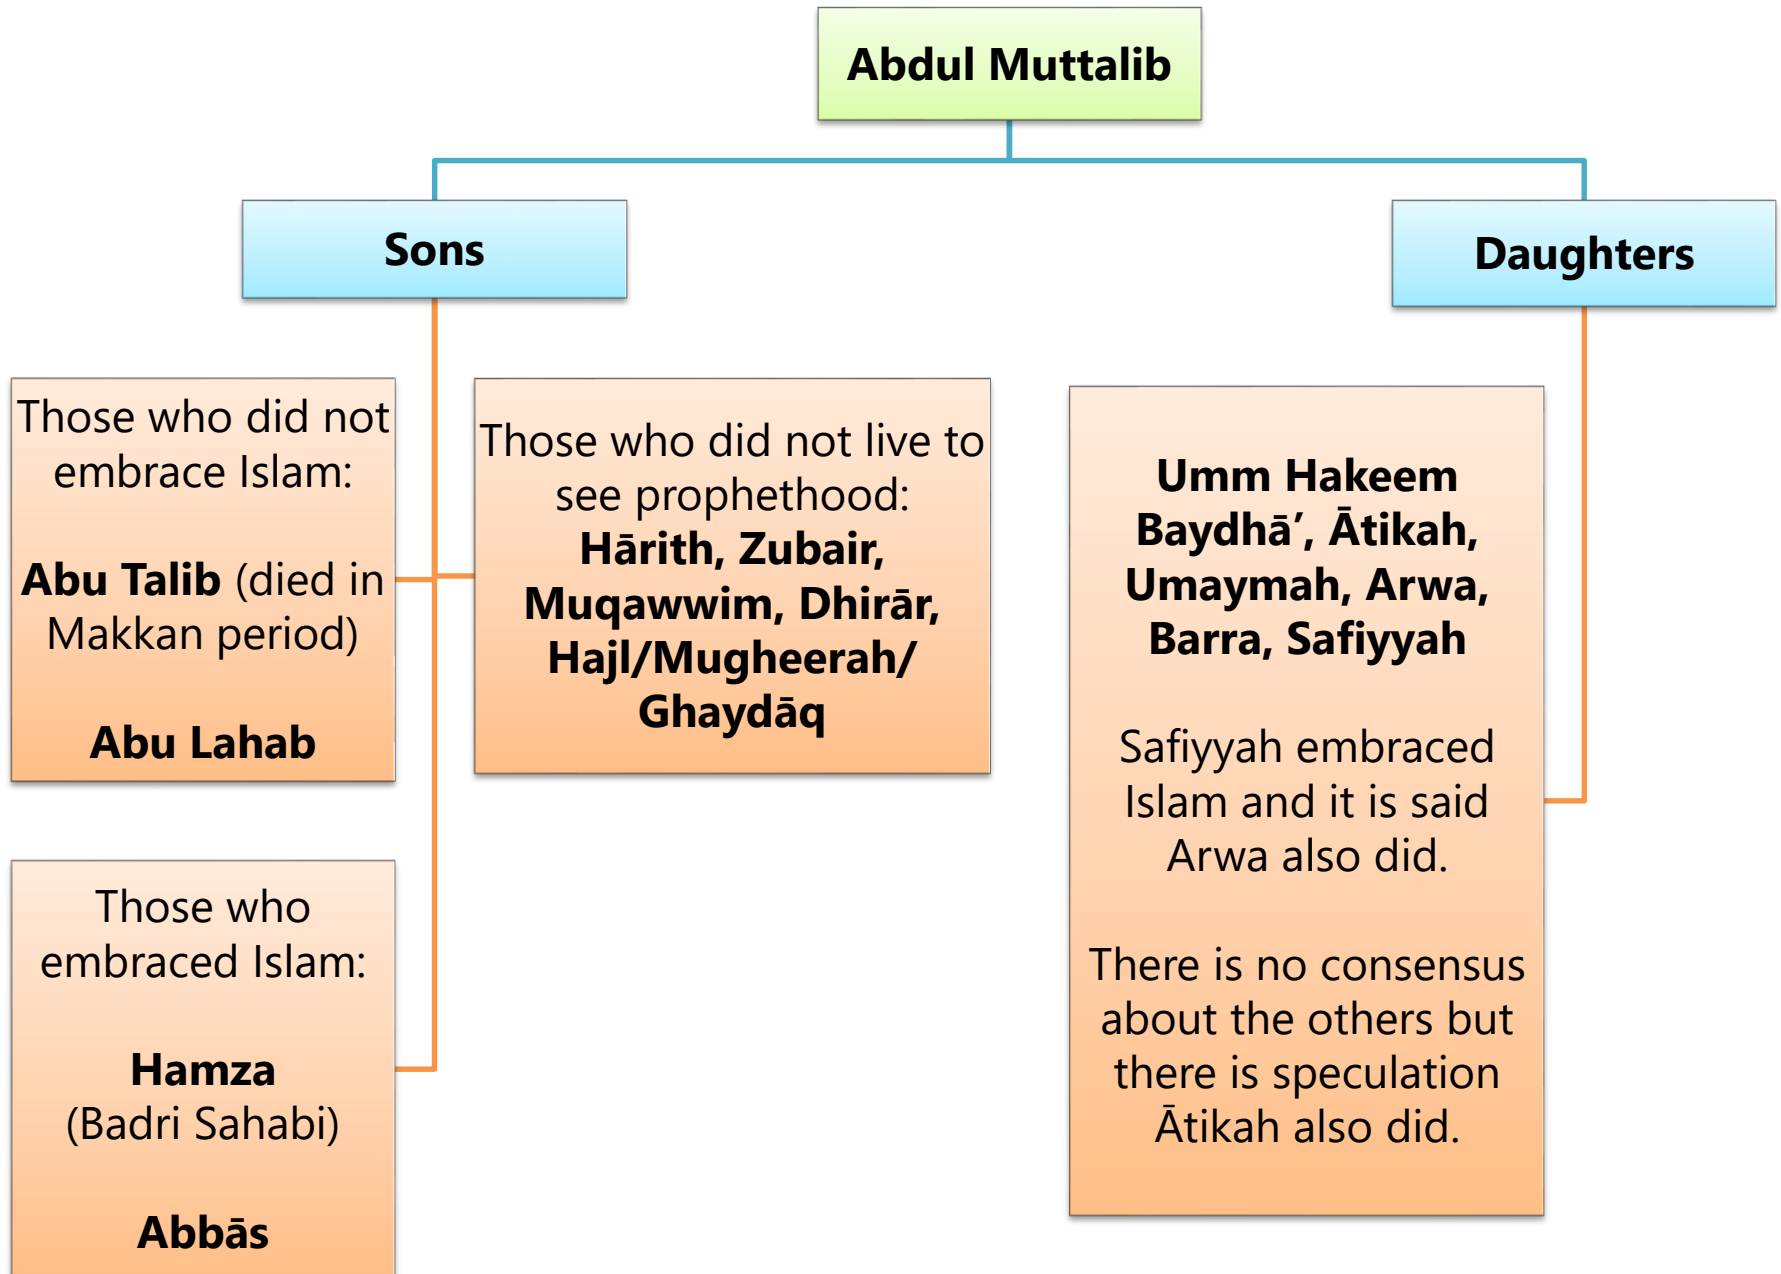 Abdul Muttalib
Sons
Daughters
Those who did not
embrace Islam:
Abu Talib (died in
Makkan period)
Abu Lahab
Those who did not live to
see prophethood:
Hārith, Zubair,
Muqawwim, Dhirār,
Hajl/Mugheerah/
Ghaydāq
Those who
embraced Islam:
Hamza
(Badri Sahabi)
Abbās
Umm Hakeem
Baydhā’, Ātikah,
Umaymah, Arwa,
Barra, Safiyyah
Safiyyah embraced
Islam and it is said
Arwa also did.
There is no consensus
about the others but
there is speculation
Ātikah also did.